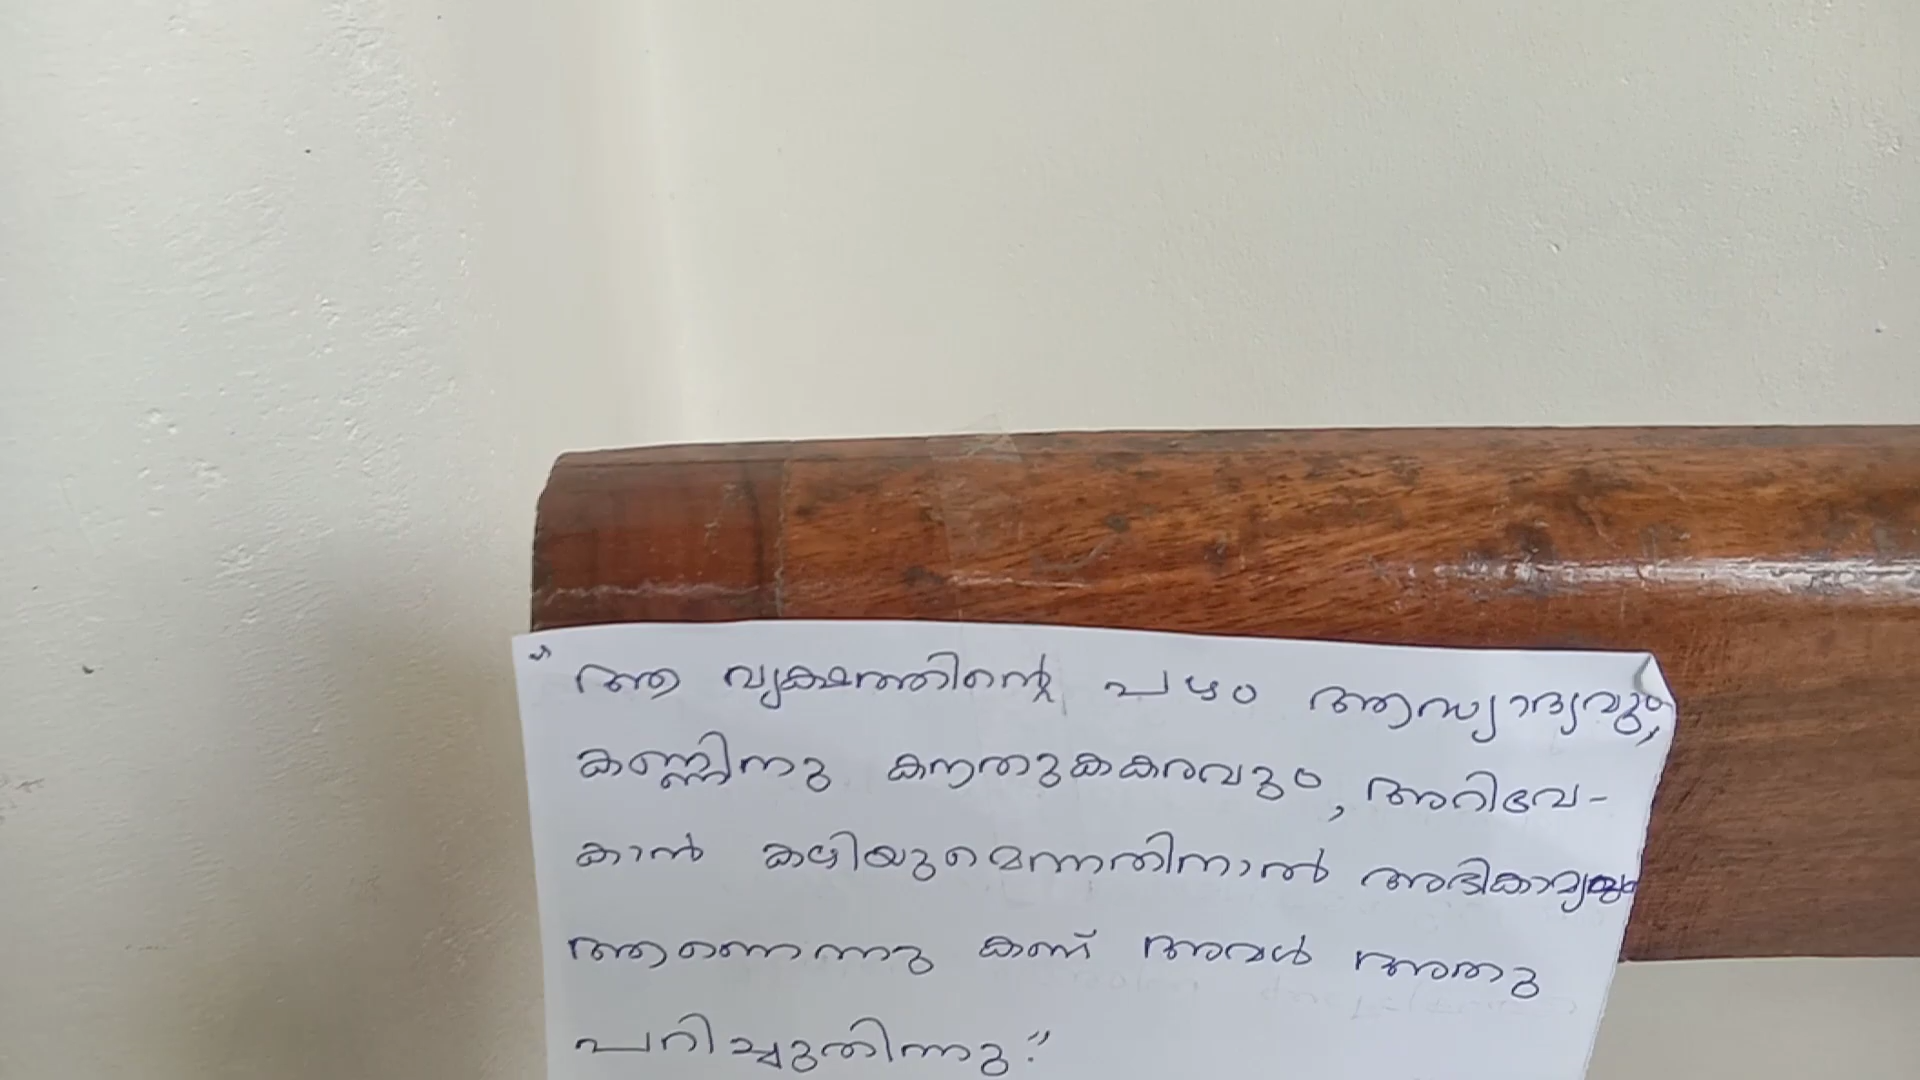 "ആ വൃക്ഷത്തിന്റെ പഴം ആസ്വാദ്യവും,
കണ്ണിനു കൗതുകകരവും, അറിവേ-
കാൻ കഴിയുമെന്നതിനാൽ അഭികാമ്യവും
ആണെന്നു കണ്ട് അവൾ അതു
പറിച്ചുതിന്നു."